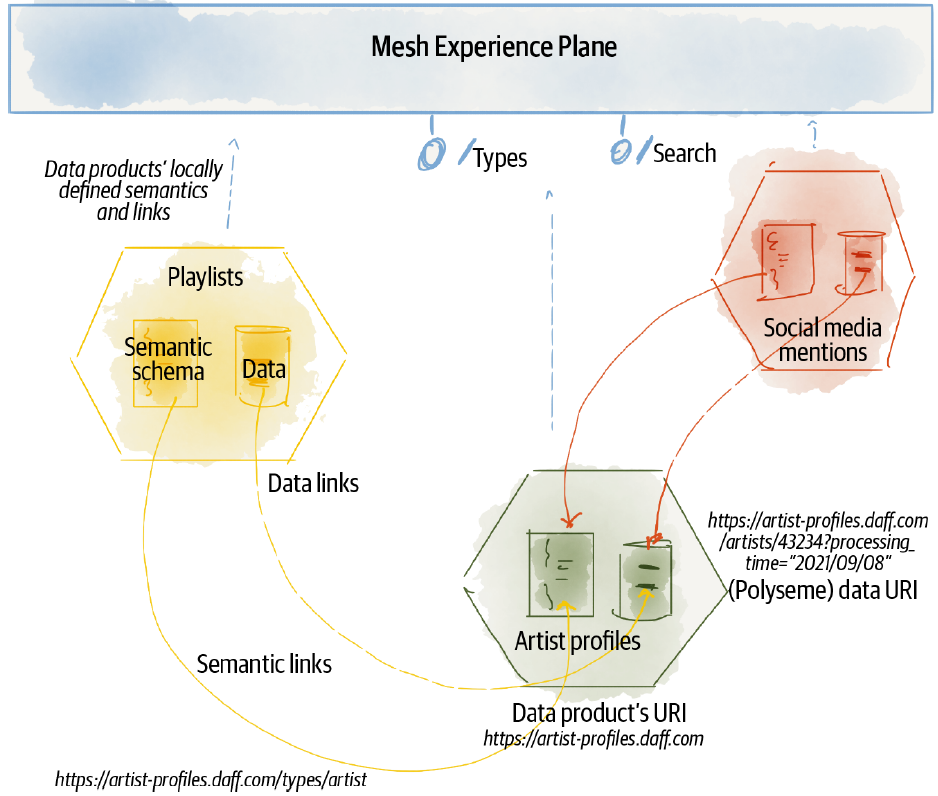 Mesh Experience Plane
/Types
/Search
Data products' locally
defined semantics
and links
Playlists
Semantic
schema
Data
Social media
mentions
Data links
https://artist-profiles.daff.com
/artists/43234?processing_
time="2021/09/08"
(Polyseme) data URI
Artist profiles
Semantic links
Data product's URI
https://artist-profiles.daff.com
https://artist-profiles.daff.com/types/artist